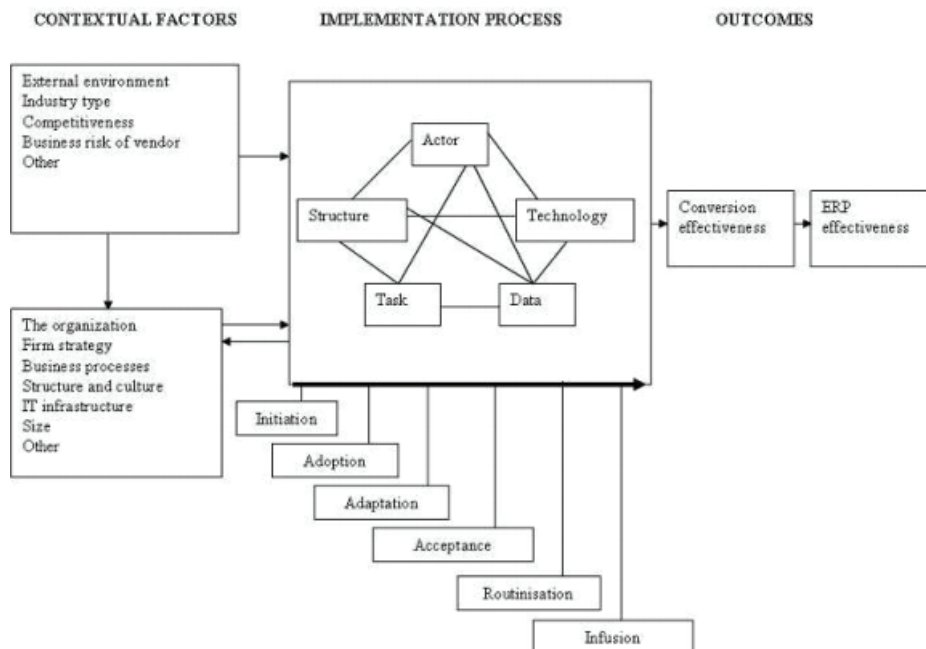 CONTEXTUAL FACTORS
IMPLEMENTATION PROCESS
OUTCOMES
External environment
Industry type
Competitiveness
Business risk of vendor
Other
The organization
Firm strategy
Business processes
Structure and culture
IT infrastructure
Size
Other
Actor
Structure
Technology
Task
Data
Conversion
effectiveness
ERP
effectiveness
Initiation
Adoption
Adaptation
Acceptance
Routinisation
Infusion